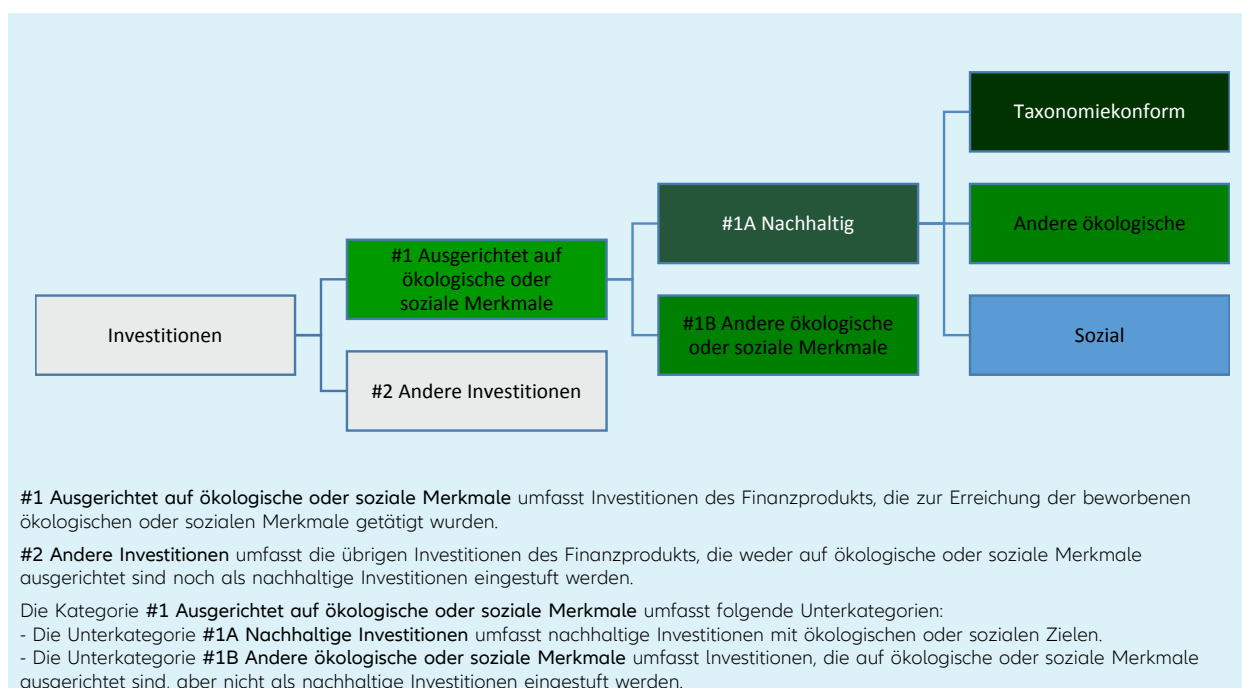 Taxonomiekonform
#1A Nachhaltig
Andere ökologische
#1 Ausgerichtet auf
ökologische oder
soziale Merkmale
Investitionen
#1B Andere ökologische
oder soziale Merkmale
Sozial
#2 Andere Investitionen
#1 Ausgerichtet auf ökologische oder soziale Merkmale umfasst Investitionen des Finanzprodukts, die zur Erreichung der beworbenen
ökologischen oder sozialen Merkmale getätigt wurden.
#2 Andere Investitionen umfasst die übrigen Investitionen des Finanzprodukts, die weder auf ökologische oder soziale Merkmale
ausgerichtet sind noch als nachhaltige Investitionen eingestuft werden.
Die Kategorie #1 Ausgerichtet auf ökologische oder soziale Merkmale umfasst folgende Unterkategorien:
- Die Unterkategorie #1A Nachhaltige Investitionen umfasst nachhaltige Investitionen mit ökologischen oder sozialen Zielen.
- Die Unterkategorie #1B Andere ökologische oder soziale Merkmale umfasst Investitionen, die auf ökologische oder soziale Merkmale
ausgerichtet sind, aber nicht als nachhaltige Investitionen eingestuft werden.